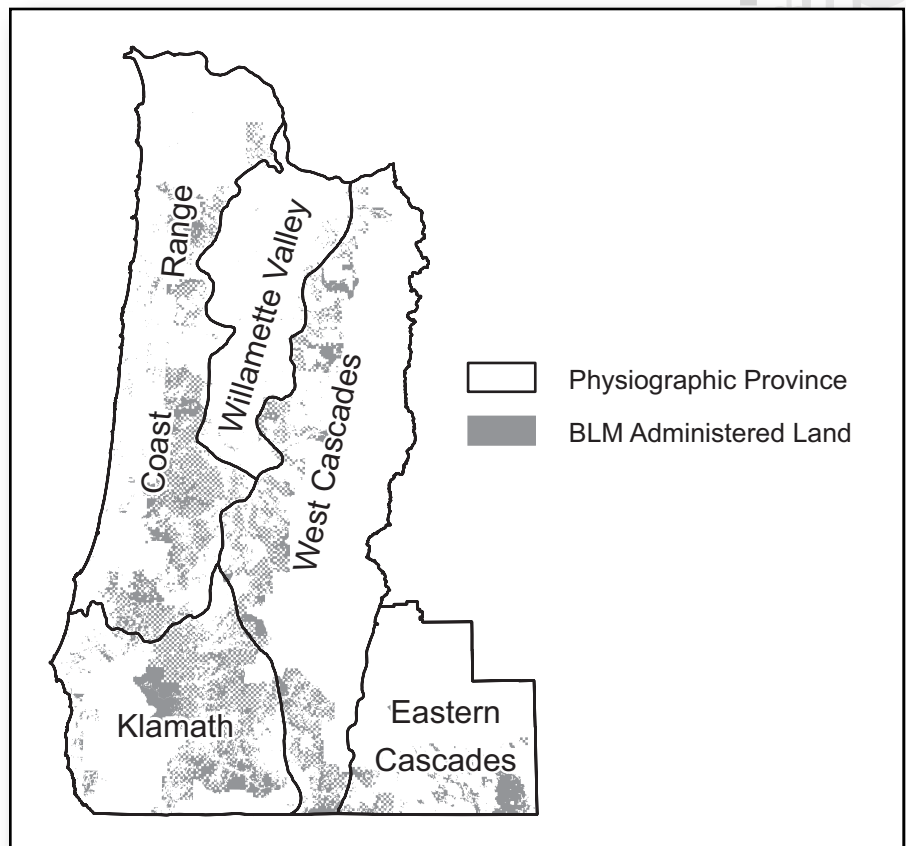 Range
Willamette Valley
Coast
West Cascades
Klamath
Eastern
Cascades
Physiographic Province
BLM Administered Land